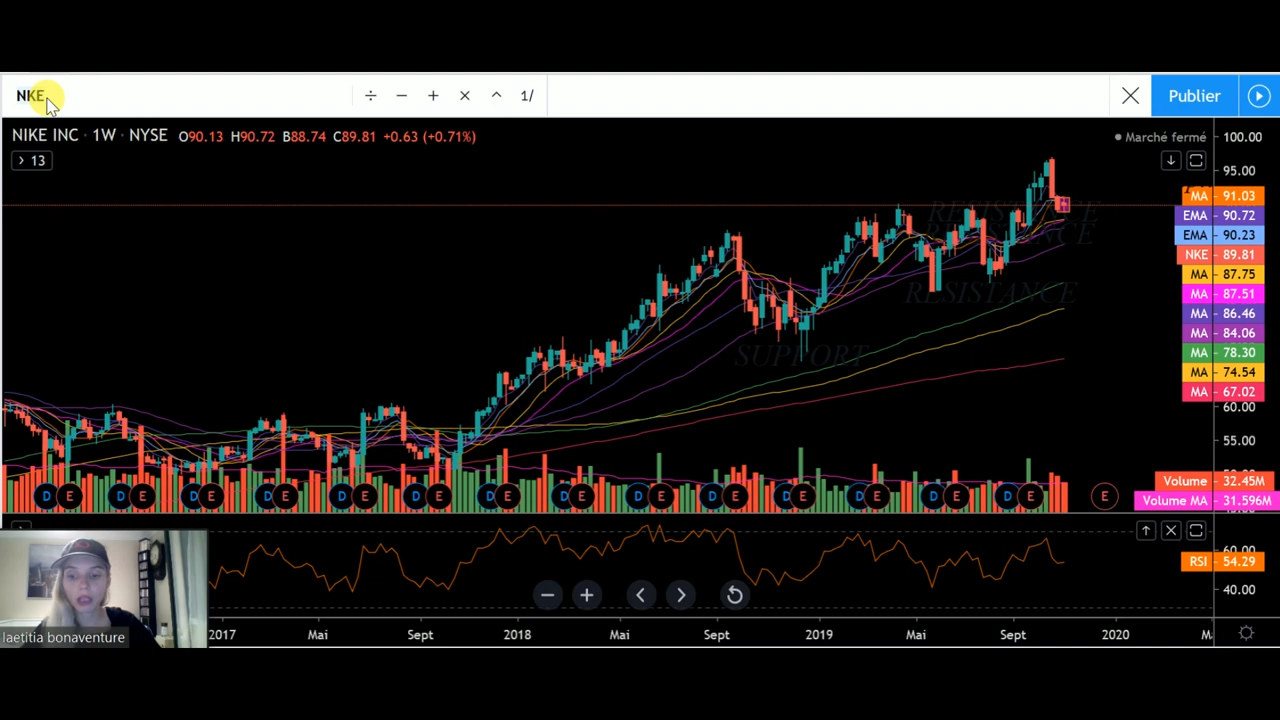 NKE ÷ − + × ^ 1/ Publier
NIKE INC · 1W · NYSE O90.13 H90.72 B88.74 C89.81 +0.63 (+0.71%)
Marché fermé
100.00
> 13
95.00
MA 91.03
RESISTANCE
EMA 90.72
RESISTANCE
EMA 90.23
NKE 89.81
MA 87.75
RESISTANCE
MA 87.51
MA 86.46
MA 84.06
SUPPORT
MA 78.30
MA 74.54
MA 67.02
60.00
55.00
Volume 32.45M
D E D E D E D E D E D E D E D E D E D E D E D E D E D E E
Volume MA 31.596M
60.00
RSI 54.29
40.00
laetitia bonaventure
2017 Mai Sept 2018 Mai Sept 2019 Mai Sept 2020